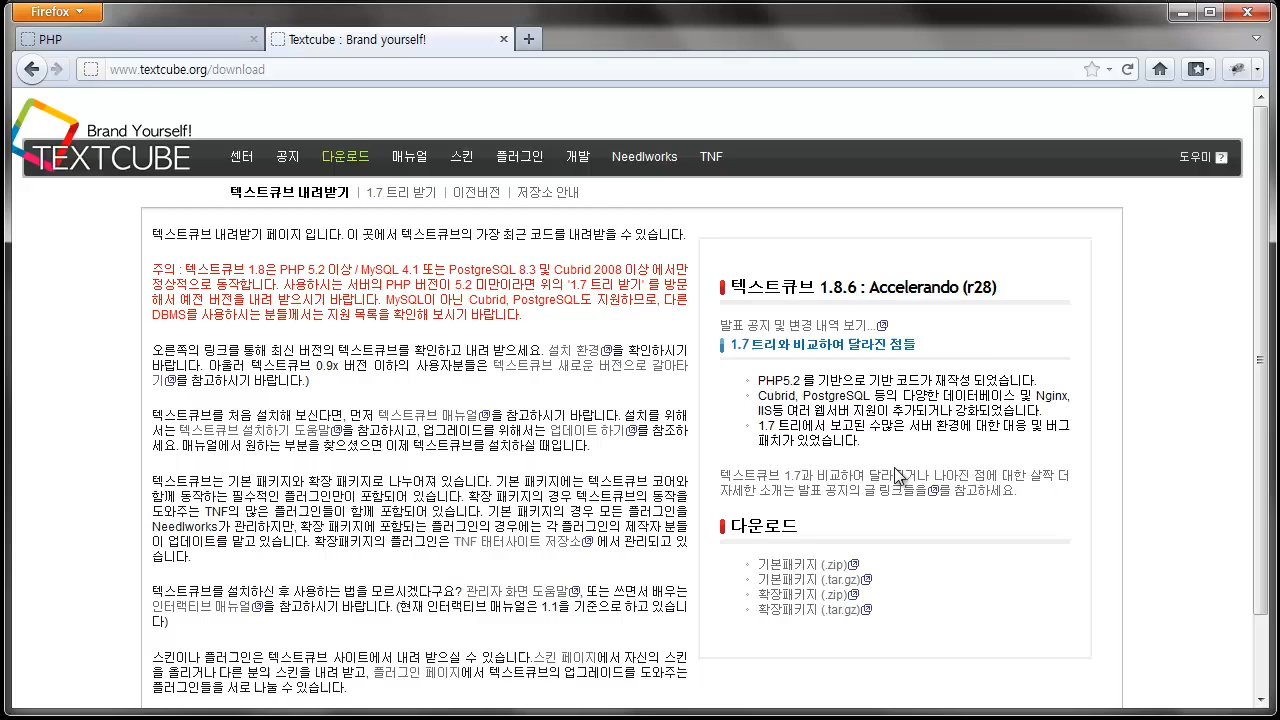 Firefox
PHP
Textcube : Brand yourself!
www.textcube.org/download
Brand Yourself!
TEXTCUBE
센터 공지 다운로드 매뉴얼 스킨 플러그인 개발 Needlworks TNF 도우미 ?
텍스트큐브 내려받기 | 1.7 트리 받기 | 이전버전 | 저장소 안내
텍스트큐브 내려받기 페이지 입니다. 이 곳에서 텍스트큐브의 가장 최근 코드를 내려받을 수 있습니다.
주의 : 텍스트큐브 1.8은 PHP 5.2 이상 / MySQL 4.1 또는 PostgreSQL 8.3 및 Cubrid 2008 이상 에서만
정상적으로 동작합니다. 사용하시는 서버의 PHP 버전이 5.2 미만이라면 위의 '1.7 트리 받기' 를 방문
해서 예전 버전을 내려 받으시기 바랍니다. MySQL이 아닌 Cubrid, PostgreSQL도 지원하므로, 다른
DBMS를 사용하시는 분들께서는 지원 목록을 확인해 보시기 바랍니다.
오른쪽의 링크를 통해 최신 버전의 텍스트큐브를 확인하고 내려 받으세요. 설치 환경을 확인하시기
바랍니다. 아울러 텍스트큐브 0.9x 버전 이하의 사용자분들은 텍스트큐브 새로운 버전으로 갈아타
기를 참고하시기 바랍니다.)
텍스트큐브를 처음 설치해 보신다면, 먼저 텍스트큐브 매뉴얼을 참고하시기 바랍니다. 설치를 위해
서는 텍스트큐브 설치하기 도움말을 참고하시고, 업그레이드를 위해서는 업데이트 하기를 참조하
세요. 매뉴얼에서 원하는 부분을 찾으셨으면 이제 텍스트큐브를 설치하실 때입니다.
텍스트큐브는 기본 패키지와 확장 패키지로 나누어져 있습니다. 기본 패키지에는 텍스트큐브 코어와
함께 동작하는 필수적인 플러그인만이 포함되어 있습니다. 확장 패키지의 경우 텍스트큐브의 동작을
도와주는 TNF의 많은 플러그인들이 함께 포함되어 있습니다. 기본 패키지의 경우 모든 플러그인을
Needlworks가 관리하지만, 확장 패키지에 포함되는 플러그인의 경우에는 각 플러그인의 제작자 분들
이 업데이트를 맡고 있습니다. 확장패키지의 플러그인은 TNF 태터사이트 저장소 에서 관리되고 있
습니다.
텍스트큐브를 설치하신 후 사용하는 법을 모르시겠다구요? 관리자 화면 도움말, 또는 쓰면서 배우는
인터랙티브 매뉴얼을 참고하시기 바랍니다. (현재 인터랙티브 매뉴얼은 1.1을 기준으로 하고 있습니
다)
스킨이나 플러그인은 텍스트큐브 사이트에서 내려 받으실 수 있습니다.스킨 페이지에서 자신의 스킨
을 올리거나 다른 분의 스킨을 내려 받고, 플러그인 페이지에서 텍스트큐브의 업그레이드를 도와주는
플러그인들을 서로 나눌 수 있습니다.
텍스트큐브 1.8.6 : Accelerando (r28)
발표 공지 및 변경 내역 보기...
1.7 트리와 비교하여 달라진 점들
PHP5.2 를 기반으로 기반 코드가 재작성 되었습니다.
Cubrid, PostgreSQL 등의 다양한 데이터베이스 및 Nginx,
IIS등 여러 웹서버 지원이 추가되거나 강화되었습니다.
1.7 트리에서 보고된 수많은 서버 환경에 대한 대응 및 버그
패치가 있었습니다.
텍스트큐브 1.7과 비교하여 달라지거나 나아진 점에 대한 살짝 더
자세한 소개는 발표 공지의 글 링크들을를 참고하세요.
다운로드
기본패키지 (.zip)
기본패키지 (.tar.gz)
확장패키지 (.zip)
확장패키지 (.tar.gz)